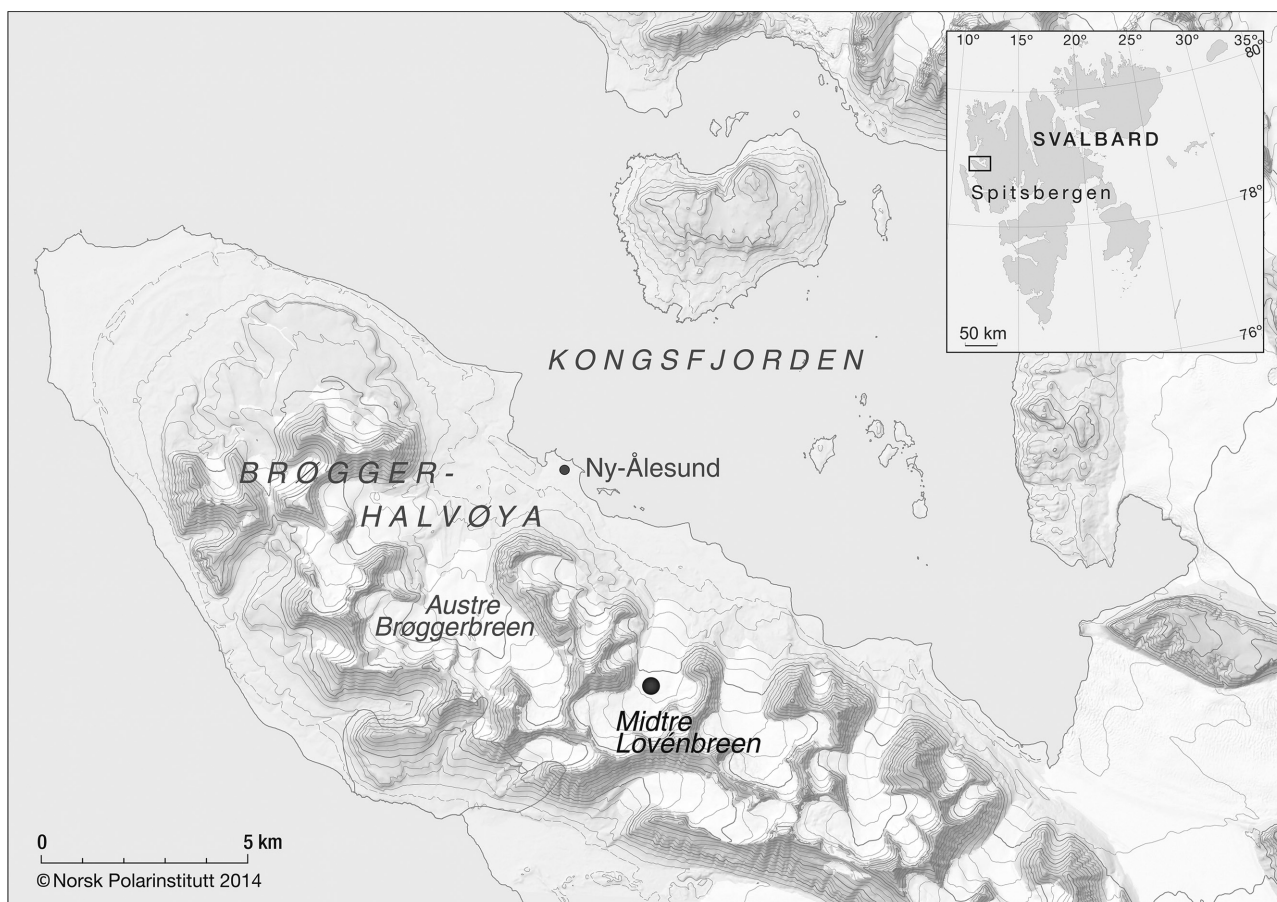 10° 15° 20° 25° 30° 35°
80°
SVALBARD
78°
Spitsbergen
76°
50 km
KONGSFJORDEN
Ny-Ålesund
BRØGGER-
HALVØYA
Austre
Brøggerbreen
Midtre
Lovénbreen
0 5 km
©Norsk Polarinstitutt 2014